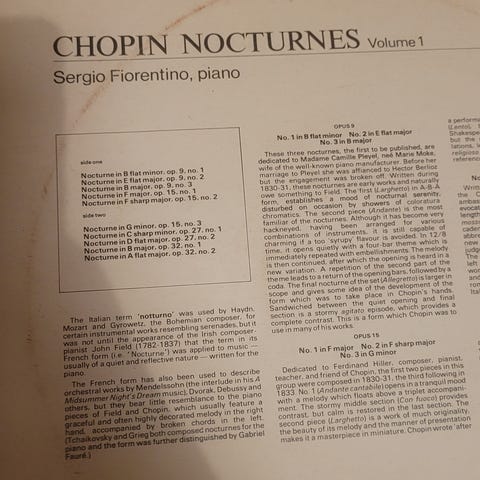 CHOPIN NOCTURNES Volume 1
Sergio Fiorentino, piano
side one
Nocturne in B flat minor, op. 9, no. 1
Nocturne in E flat major, op. 9, no. 2
Nocturne in B major, op. 9, no. 3
Nocturne in F major, op. 15, no. 1
Nocturne in F sharp major, op. 15, no. 2
side two
Nocturne in G minor, op. 15, no. 3
Nocturne in C sharp minor, op. 27, no. 1
Nocturne in D flat major, op. 27, no. 2
Nocturne in B major, op. 32, no. 1
Nocturne in A flat major, op. 32, no. 2
The Italian term 'notturno' was used by Haydn,
Mozart and Gyrowetz, the Bohemian composer, for
certain instrumental works resembling serenades, but it
was not until the appearance of the Irish composer-
pianist John Field (1782-1837) that the term in its
French form (i.e. 'Nocturne') was applied to music
usually of a quiet and reflective nature — written for the
piano.
The French form has also been used to describe
orchestral works by Mendelssohn (the interlude in his A
Midsummer Night's Dream music), Dvorak, Debussy and
others, but they bear little resemblance to the piano
pieces of Field and Chopin, which usually feature a
graceful and often highly decorated melody in the right
hand, accompanied by broken chords in the left.
(Tchaikovsky and Grieg both composed nocturnes for the
piano and the form was further distinguished by Gabriel
Fauré.)
OPUS 9
No. 1 in B flat minor No. 2 in E flat major
No. 3 in B major
These three nocturnes, the first to be published, are
dedicated to Madame Camille Pleyel, neé Marie Moke,
wife of the well-known piano manufacturer. Before her
marriage to Pleyel she was affianced to Hector Berlioz
but the engagement was broken off. Written during
1830-31, these nocturnes are early works and naturally
owe something to Field. The first (Larghetto) in A-B-A
form, establishes a mood of nocturnal serenity,
disturbed on occasion by showers of coloratura
chromatics. The second piece (Andante) is the most
familiar of the nocturnes. Although it has become very
hackneyed, having been arranged for various
combinations of instruments, it is still capable of
charming if a too 'syrupy' flavour is avoided. In 12/8
time, it opens quietly with a four-bar theme which is
immediately repeated with embellishments. The melody
is then continued, after which the opening is heard in a
new variation. A repetition of the second part of the
theme leads to a return of the opening bars, followed by a
coda. The final nocturne of the set (Allegretto) is larger in
scope and gives some idea of the development of the
form which was to take place in Chopin's hands.
Sandwiched between the quiet opening and final
section is a stormy agitato episode, which provides a
complete contrast. This is a form which Chopin was to
use in many of his works.
OPUS 15
No. 1 in F major No. 2 in F sharp major
No. 3 in G minor
Dedicated to Ferdinand Hiller, composer, pianist,
teacher, and friend of Chopin, the first two pieces in this
group were composed in 1830-31, the third following in
1833. No. 1 (Andante cantabile) opens in a tranquil mood
with a melody which floats above a triplet accompani-
ment. The stormy middle section (Con fuoco) provides
contrast, but calm is restored in the last section. The
second piece (Larghetto) is a work of much originality,
the beauty of its melody and the manner of presentation
makes it a masterpiece in miniature. Chopin wrote 'after
a performa
(Lento),
Shakespea
but the
lations,
religioso
reference